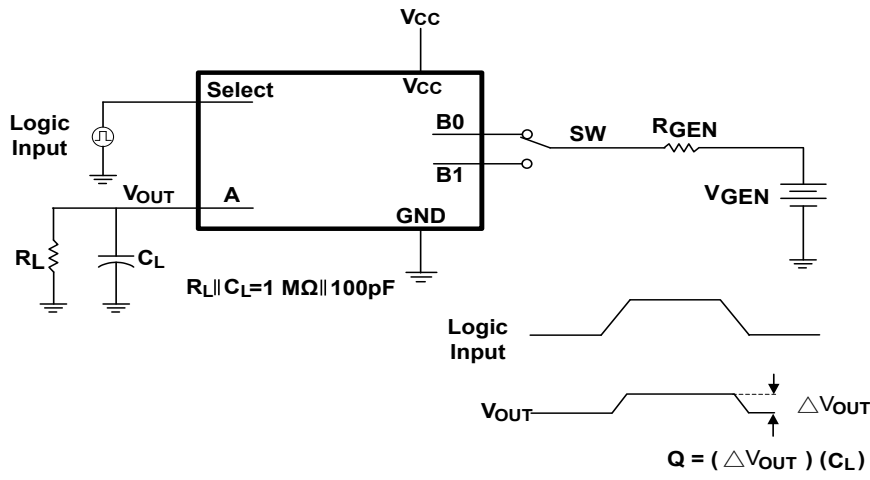 VCC
VCC
Select
Logic
Input
B0
SW
RGEN
B1
VGEN
VOUT
A
GND
RL
CL
RL||CL=1 MΩ||100pF
Logic
Input
VOUT
△VOUT
Q = ( △VOUT ) (CL)